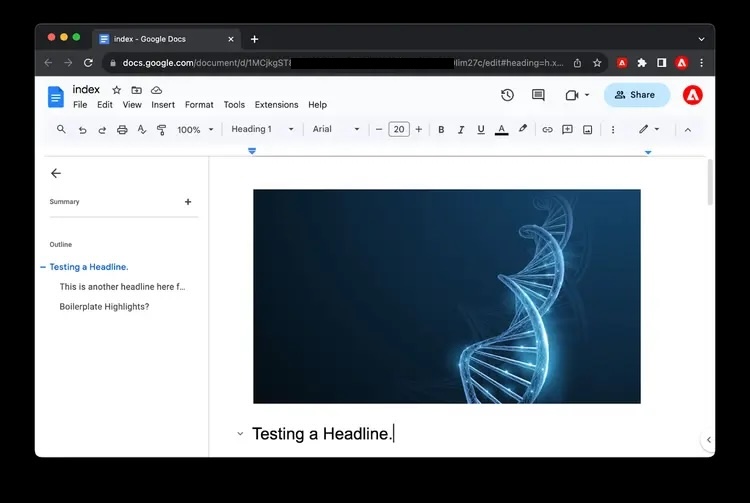 index - Google Docs
docs.google.com/document/d/1MCjkgST lim27c/edit#heading=h.x...
index
File Edit View Insert Format Tools Extensions Help
Share
100% Heading 1 Arial 20 B I U A
Summary
Outline
Testing a Headline.
This is another headline here f...
Boilerplate Highlights?
Testing a Headline.